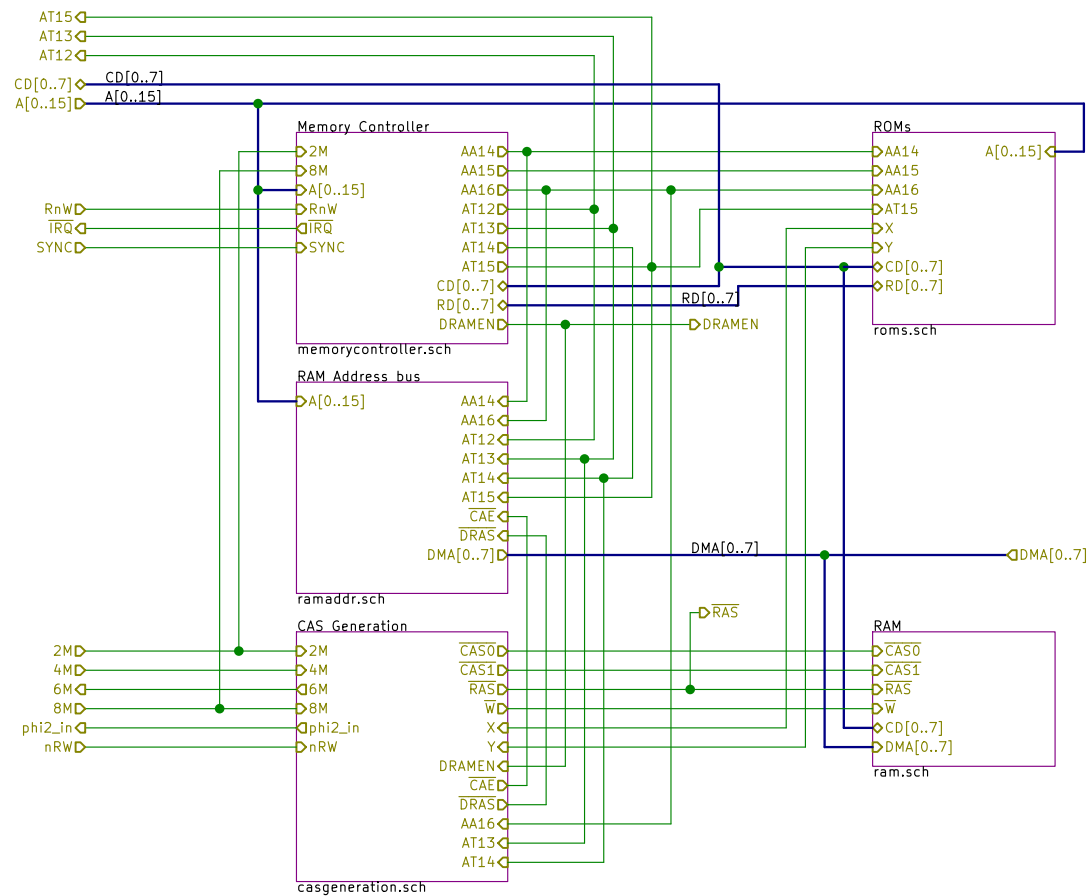 AT15
AT13
AT12
CD[0..7] CD[0..7]
A[0..15] A[0..15]
Memory Controller ROMs
2M AA14 AA14 A[0..15]
8M AA15 AA15
A[0..15] AA16 AA16
RnW RnW AT12 AT15
IRQ IRQ AT13 X
SYNC SYNC AT14 Y
AT15 CD[0..7]
CD[0..7] RD[0..7]
RD[0..7] RD[0..7]
DRAMEN DRAMEN
roms.sch
memorycontroller.sch
RAM Address bus
A[0..15] AA14
AA16
AT12
AT13
AT14
AT15
CAE
DRAS
DMA[0..7] DMA[0..7] DMA[0..7]
ramaddr.sch
RAS
CAS Generation RAM
2M 2M CAS0 CAS0
4M 4M CAS1 CAS1
6M 6M RAS RAS
8M 8M W W
phi2_in phi2_in X CD[0..7]
nRW nRW Y DMA[0..7]
DRAMEN ram.sch
CAE
DRAS
AA16
AT13
AT14
casgeneration.sch